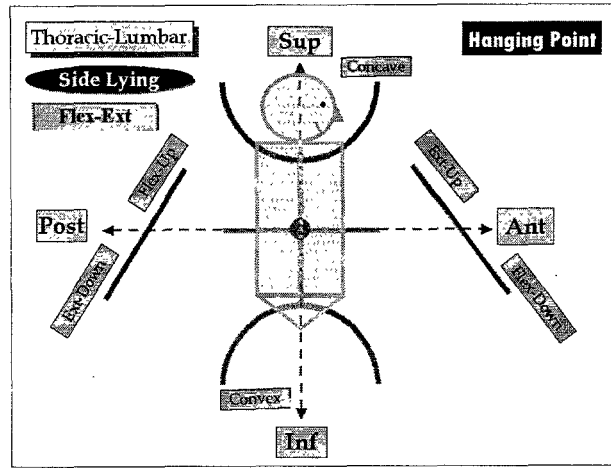 Thoracic-Lumbar
Sup
Hanging Point
Side Lying
Concave
Flex-Ext
Flex-Up
Ext-Up
Post
Ant
Ext-Down
Flex-Down
Convex
Inf